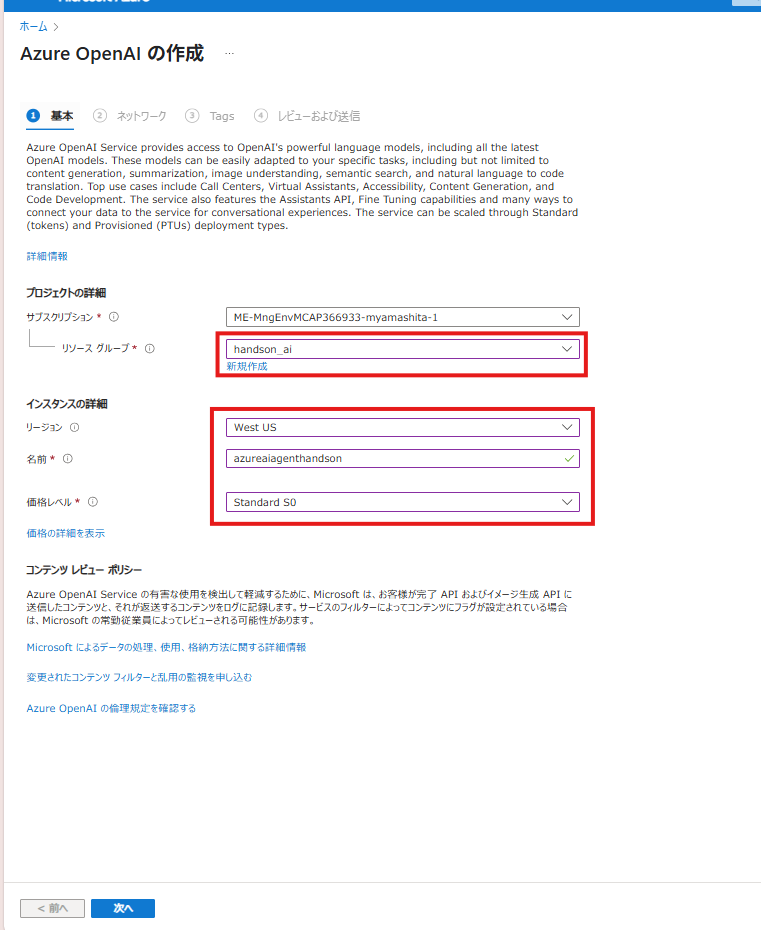 Microsoft Azure
ホーム >
Azure OpenAI の作成 ...
1 基本 2 ネットワーク 3 Tags 4 レビューおよび送信
Azure OpenAI Service provides access to OpenAI's powerful language models, including all the latest
OpenAI models. These models can be easily adapted to your specific tasks, including but not limited to
content generation, summarization, image understanding, semantic search, and natural language to code
translation. Top use cases include Call Centers, Virtual Assistants, Accessibility, Content Generation, and
Code Development. The service also features the Assistants API, Fine Tuning capabilities and many ways to
connect your data to the service for conversational experiences. The service can be scaled through Standard
(tokens) and Provisioned (PTUs) deployment types.
詳細情報
プロジェクトの詳細
サブスクリプション *
ME-MngEnvMCAP366933-myamashita-1
リソース グループ *
handson_ai
新規作成
インスタンスの詳細
リージョン
West US
名前 *
azureaiagenthandson
価格レベル *
Standard S0
価格の詳細を表示
コンテンツ レビュー ポリシー
Azure OpenAI Service の有害な使用を検出して軽減するために、Microsoft は、お客様が完了 API およびイメージ生成 API に
送信したコンテンツと、それが返送するコンテンツをログに記録します。サービスのフィルターによってコンテンツにフラグが設定されている場合
は、Microsoft の常勤従業員によってレビューされる可能性があります。
Microsoft によるデータの処理、使用、格納方法に関する詳細情報
変更されたコンテンツ フィルターと乱用の監視を申し込む
Azure OpenAI の倫理規定を確認する
< 前へ 次へ